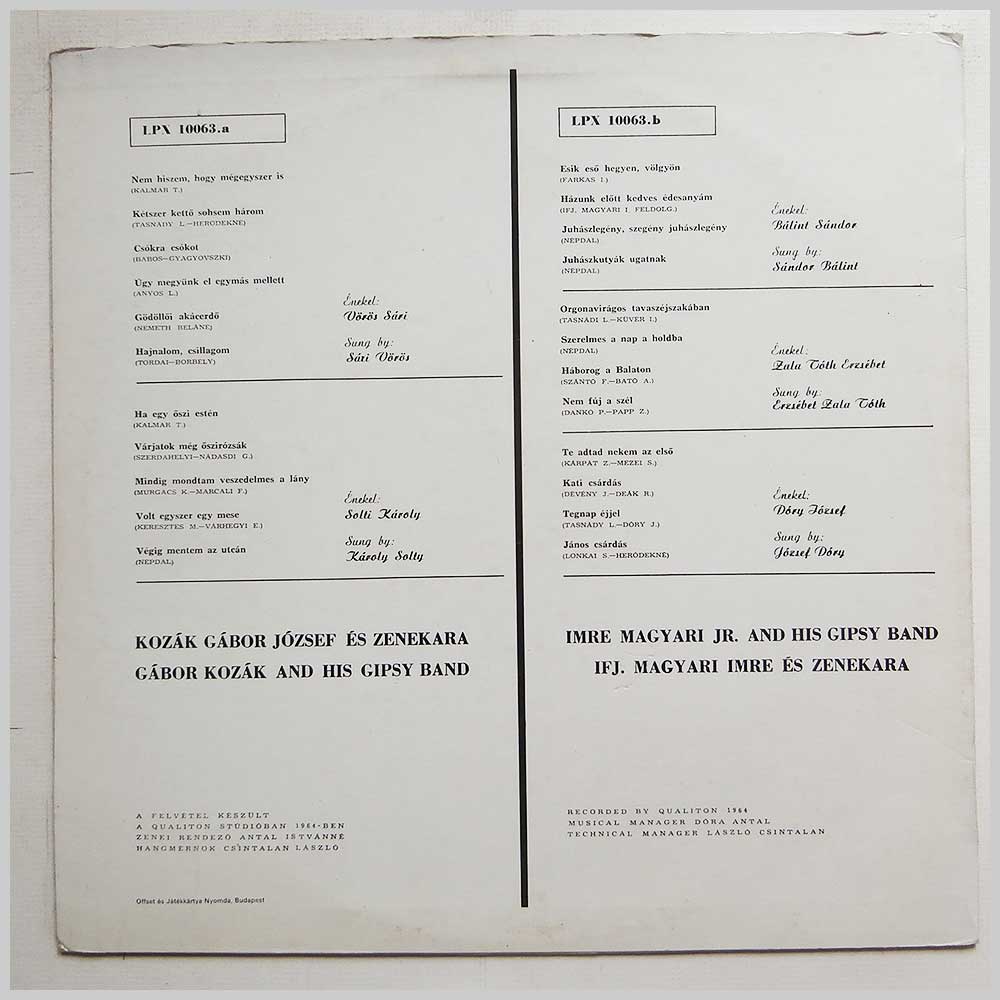 LPX 10063.a
Nem hiszem, hogy mégegyszer is
(KALMÁR T.)
Kétszer kettő sohsem három
(TASNÁDY L.—HERŐDEKNÉ)
Csókra csókot
(BABOS—GYAGYOVSZKI)
Úgy megyünk el egymás mellett
(ÁNYOS L.)
Gödöllői akácerdő
(NÉMETH BÉLÁNÉ)
Hajnalom, csillagom
(TORDAI—BORBÉLY)
Énekel:
Vörös Sári
Sung by:
Sári Vörös
Ha egy őszi estén
(KALMÁR T.)
Várjatok még őszirózsák
(SZERDAHELYI—NÁDASDI G.)
Mindig mondtam veszedelmes a lány
(MURGÁCS K.—MARCALI F.)
Volt egyszer egy mese
(KERESZTES M.—VÁRHEGYI E.)
Végig mentem az utcán
(NÉPDAL)
Énekel:
Solti Károly
Sung by:
Károly Solty
KOZÁK GÁBOR JÓZSEF ÉS ZENEKARA
GÁBOR KOZÁK AND HIS GIPSY BAND
A FELVÉTEL KÉSZÜLT
A QUALITON STÚDIÓBAN 1964-BEN
ZENEI RENDEZŐ ANTAL ISTVÁNNÉ
HANGMÉRNÖK CSINTALAN LÁSZLÓ
Offset és Játékkártya Nyomda, Budapest
LPX 10063.b
Esik eső hegyen, völgyön
(FARKAS I.)
Házunk előtt kedves édesanyám
(IFJ. MAGYARI I. FELDOLG.)
Juhászlegény, szegény juhászlegény
(NÉPDAL)
Juhászkutyák ugatnak
(NÉPDAL)
Énekel:
Bálint Sándor
Sung by:
Sándor Bálint
Orgonavirágos tavaszéjszakában
(TASNÁDI L.—KÜVÉR I.)
Szerelmes a nap a holdba
(NÉPDAL)
Háborog a Balaton
(SZÁNTÓ F.—BATÓ A.)
Nem fúj a szél
(DANKÓ P.—PAPP Z.)
Énekel:
Zala Tóth Erzsébet
Sung by:
Erzsébet Zala Tóth
Te adtad nekem az első
(KÁRPÁT Z.—MEZEI S.)
Kati csárdás
(DEVÉNY J.—DEÁK R.)
Tegnap éjjel
(TASNÁDY L.—DÓRY J.)
János csárdás
(LONKAI S.—HERŐDEKNÉ)
Énekel:
Dóry József
Sung by:
József Dóry
IMRE MAGYARI JR. AND HIS GIPSY BAND
IFJ. MAGYARI IMRE ÉS ZENEKARA
RECORDED BY QUALITON 1964
MUSICAL MANAGER DÓRA ANTAL
TECHNICAL MANAGER LÁSZLÓ CSINTALAN